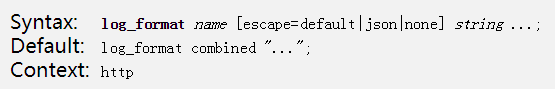 Syntax: log_format name [escape=default|json|none] string ...;
Default: log_format combined "...";
Context: http